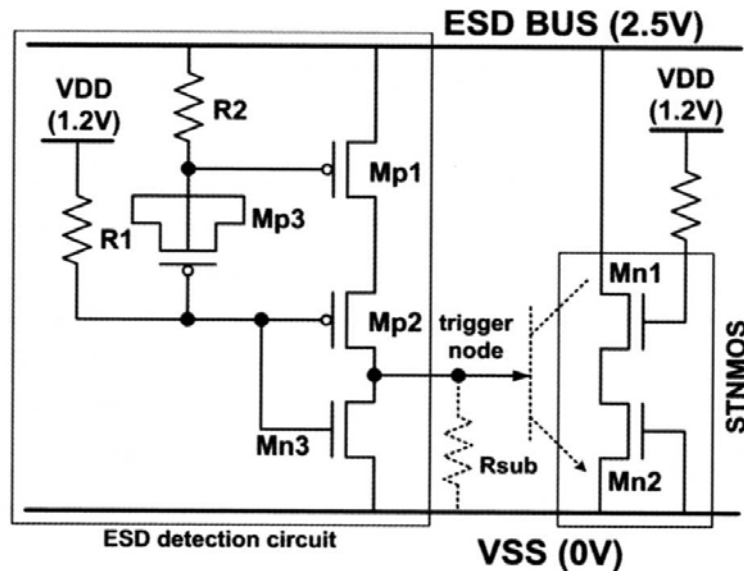 ESD BUS (2.5V)
VDD
(1.2V)
R2
VDD
(1.2V)
Mp1
R1
Mp3
Mn1
Mp2
trigger
node
STNMOS
Mn3
Rsub
Mn2
ESD detection circuit
VSS (0V)